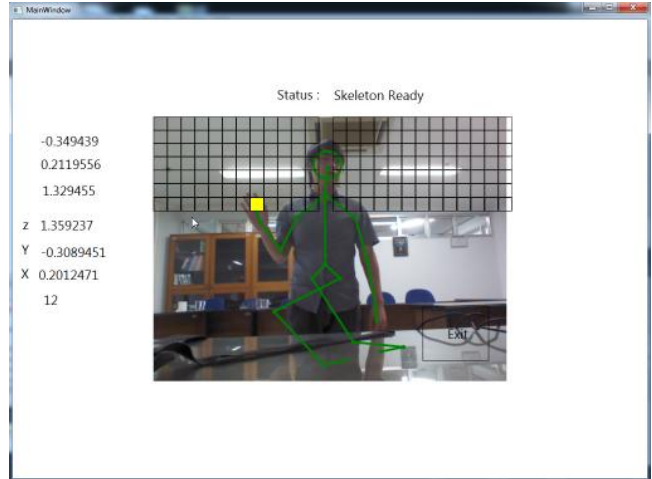 MainWindow
Status : Skeleton Ready
-0.349439
0.2119556
1.329455
z 1.359237
Y -0.3089451
X 0.2012471
12
Exit